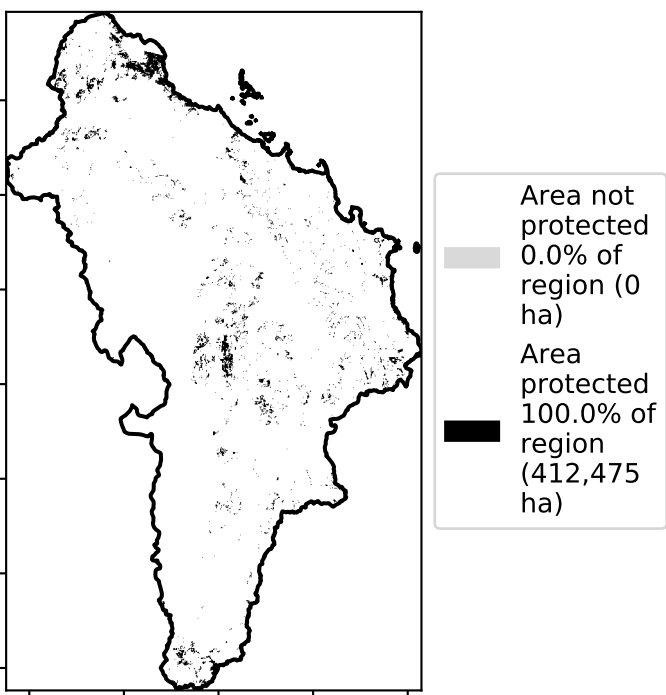 Area not
protected
0.0% of
region (0
ha)
Area
protected
100.0% of
region
(412,475
ha)